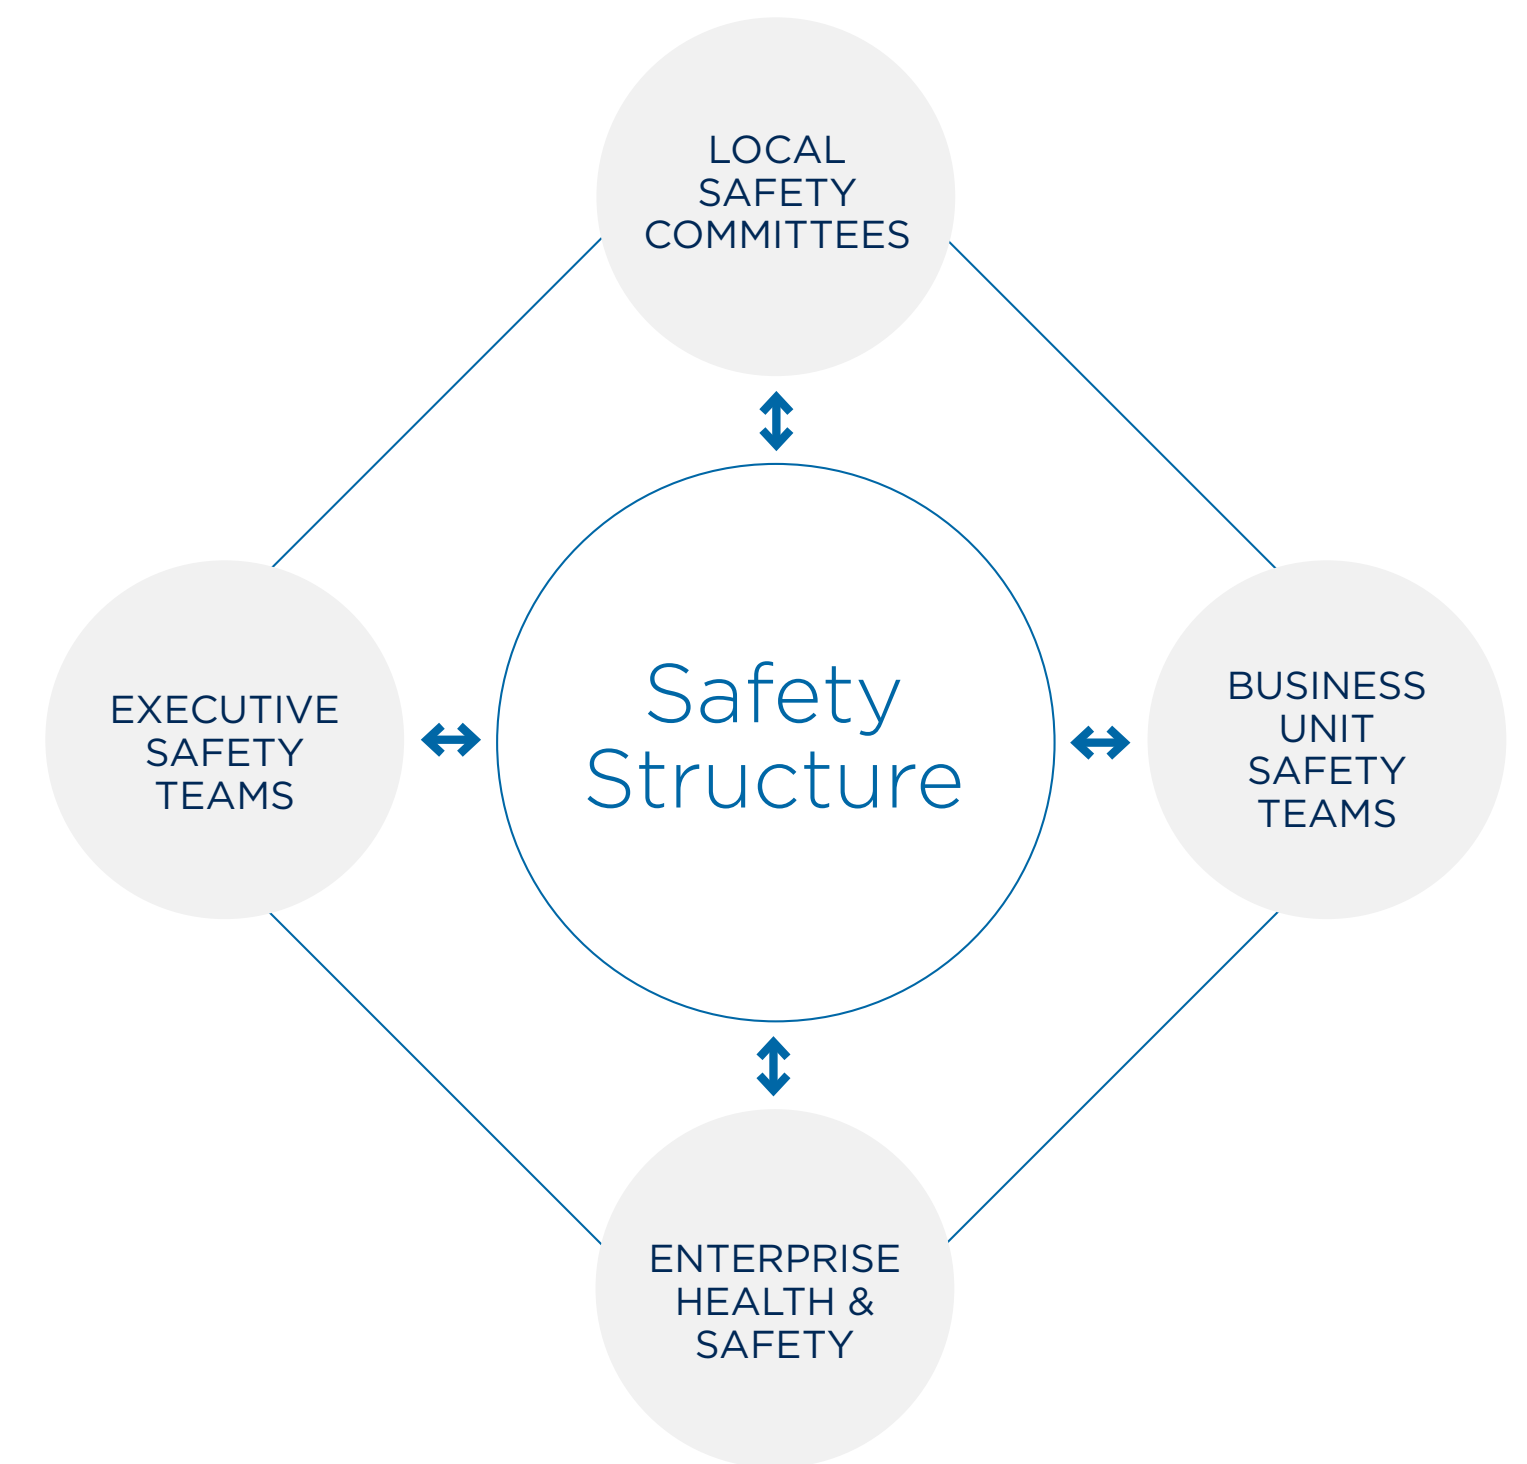 LOCAL
SAFETY
COMMITTEES
EXECUTIVE
SAFETY
TEAMS
Safety
Structure
BUSINESS
UNIT
SAFETY
TEAMS
ENTERPRISE
HEALTH &
SAFETY